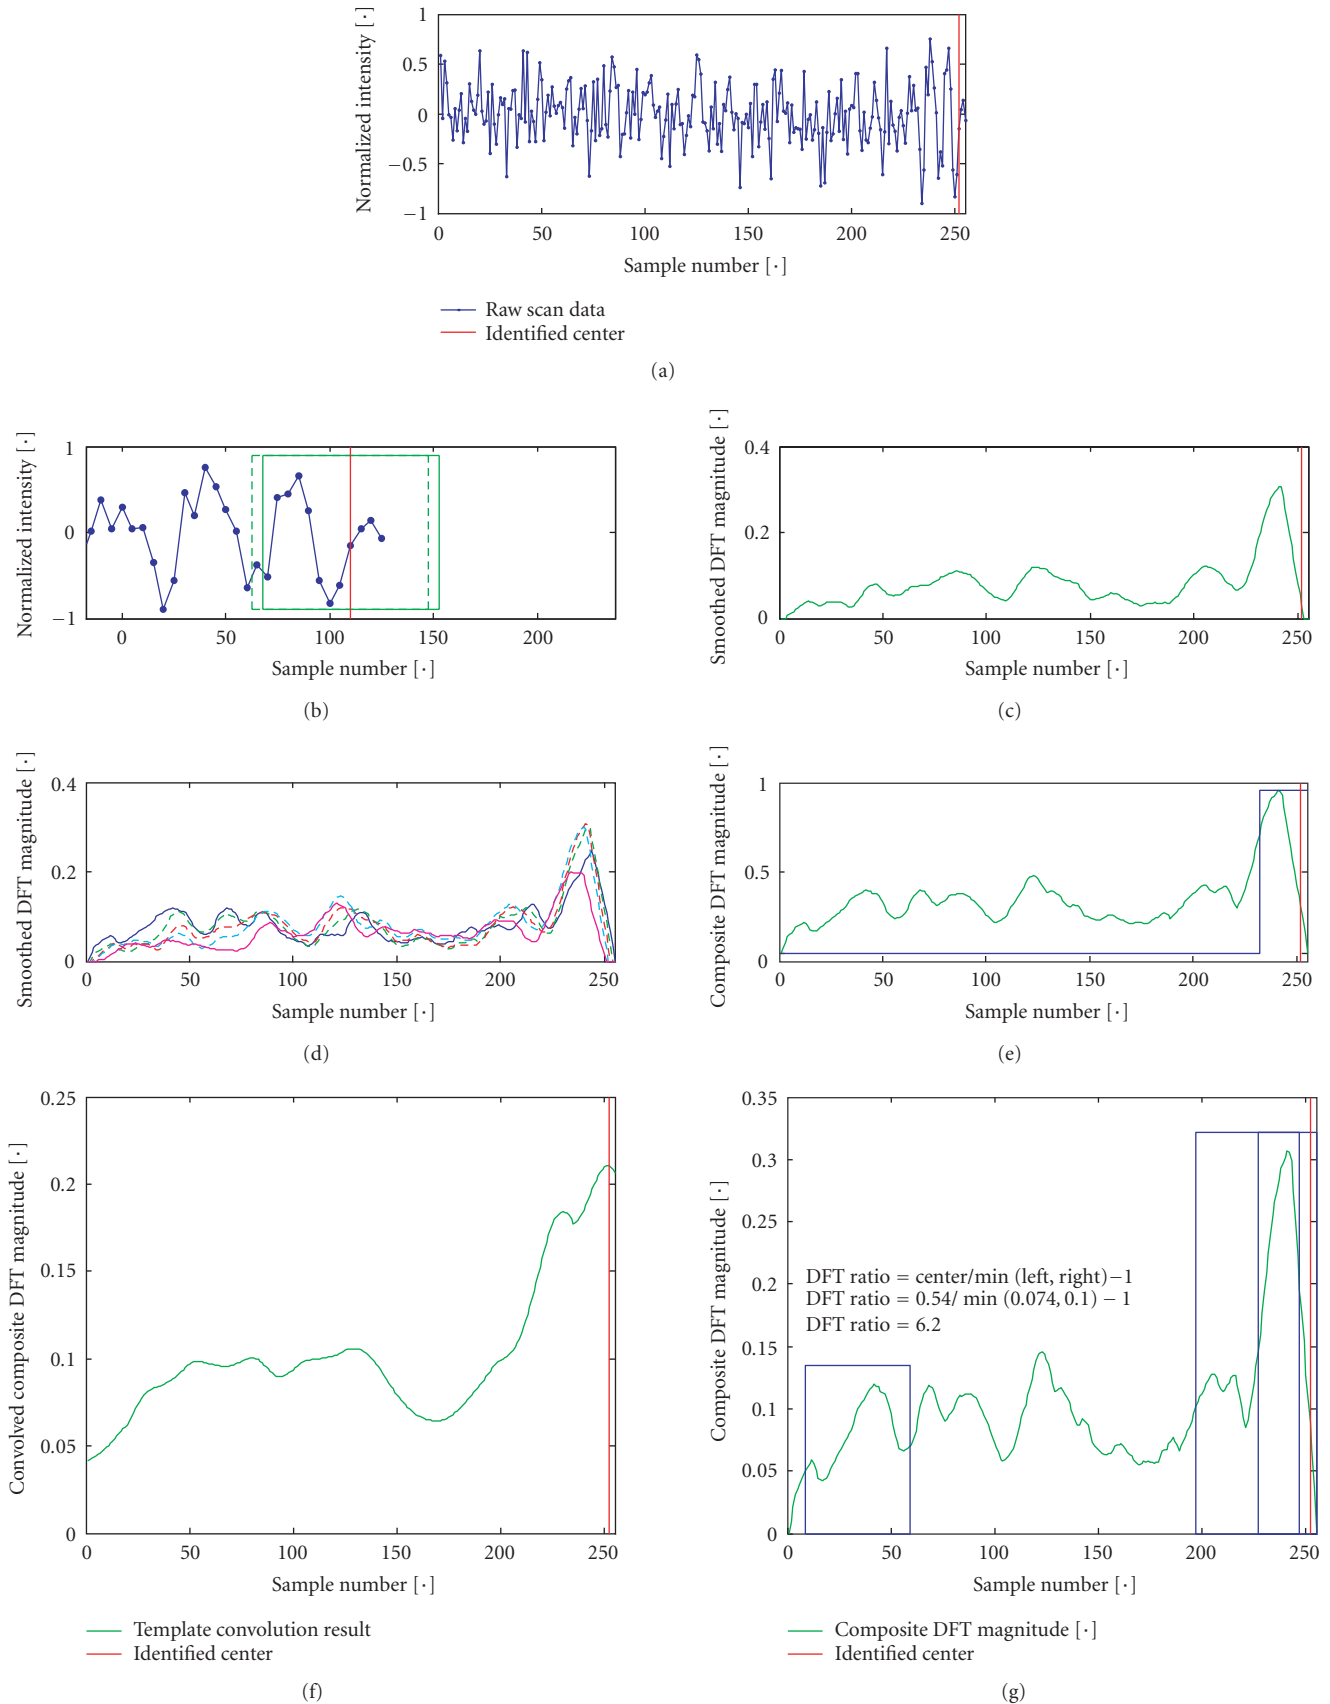 Normalized intensity [·]
1
0.5
0
−0.5
−1
0 50 100 150 200 250
Sample number [·]
Raw scan data
Identified center
(a)
Normalized intensity [·]
1
0
−1
0 50 100 150 200
Sample number [·]
(b)
Smoothed DFT magnitude [·]
0.4
0.2
0
0 50 100 150 200 250
Sample number [·]
(c)
Smoothed DFT magnitude [·]
0.4
0.2
0
0 50 100 150 200 250
Sample number [·]
(d)
Composite DFT magnitude [·]
1
0.5
0
0 50 100 150 200 250
Sample number [·]
(e)
Convolved composite DFT magnitude [·]
0.25
0.2
0.15
0.1
0.05
0
0 50 100 150 200 250
Sample number [·]
Template convolution result
Identified center
(f)
Composite DFT magnitude [·]
0.35
0.3
0.25
0.2
0.15
0.1
0.05
0
DFT ratio = center/min (left, right)−1
DFT ratio = 0.54/ min (0.074, 0.1) − 1
DFT ratio = 6.2
0 50 100 150 200 250
Sample number [·]
Composite DFT magnitude [·]
Identified center
(g)